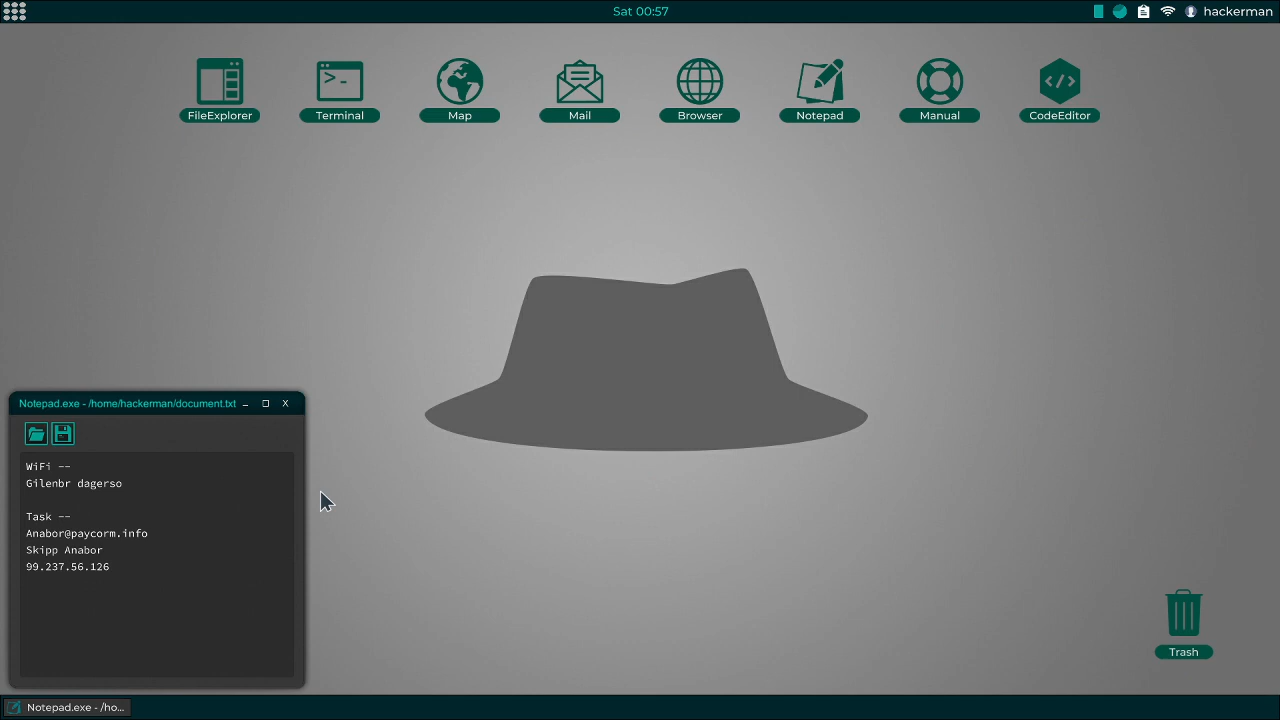 Sat 00:57
hackerman
FileExplorer
Terminal
Map
Mail
Browser
Notepad
Manual
CodeEditor
Notepad.exe - /home/hackerman/document.txt
WiFi --
Gilenbr dagerso
Task --
Anabor@paycorm.info
Skipp Anabor
99.237.56.126
Trash
Notepad.exe - /ho...